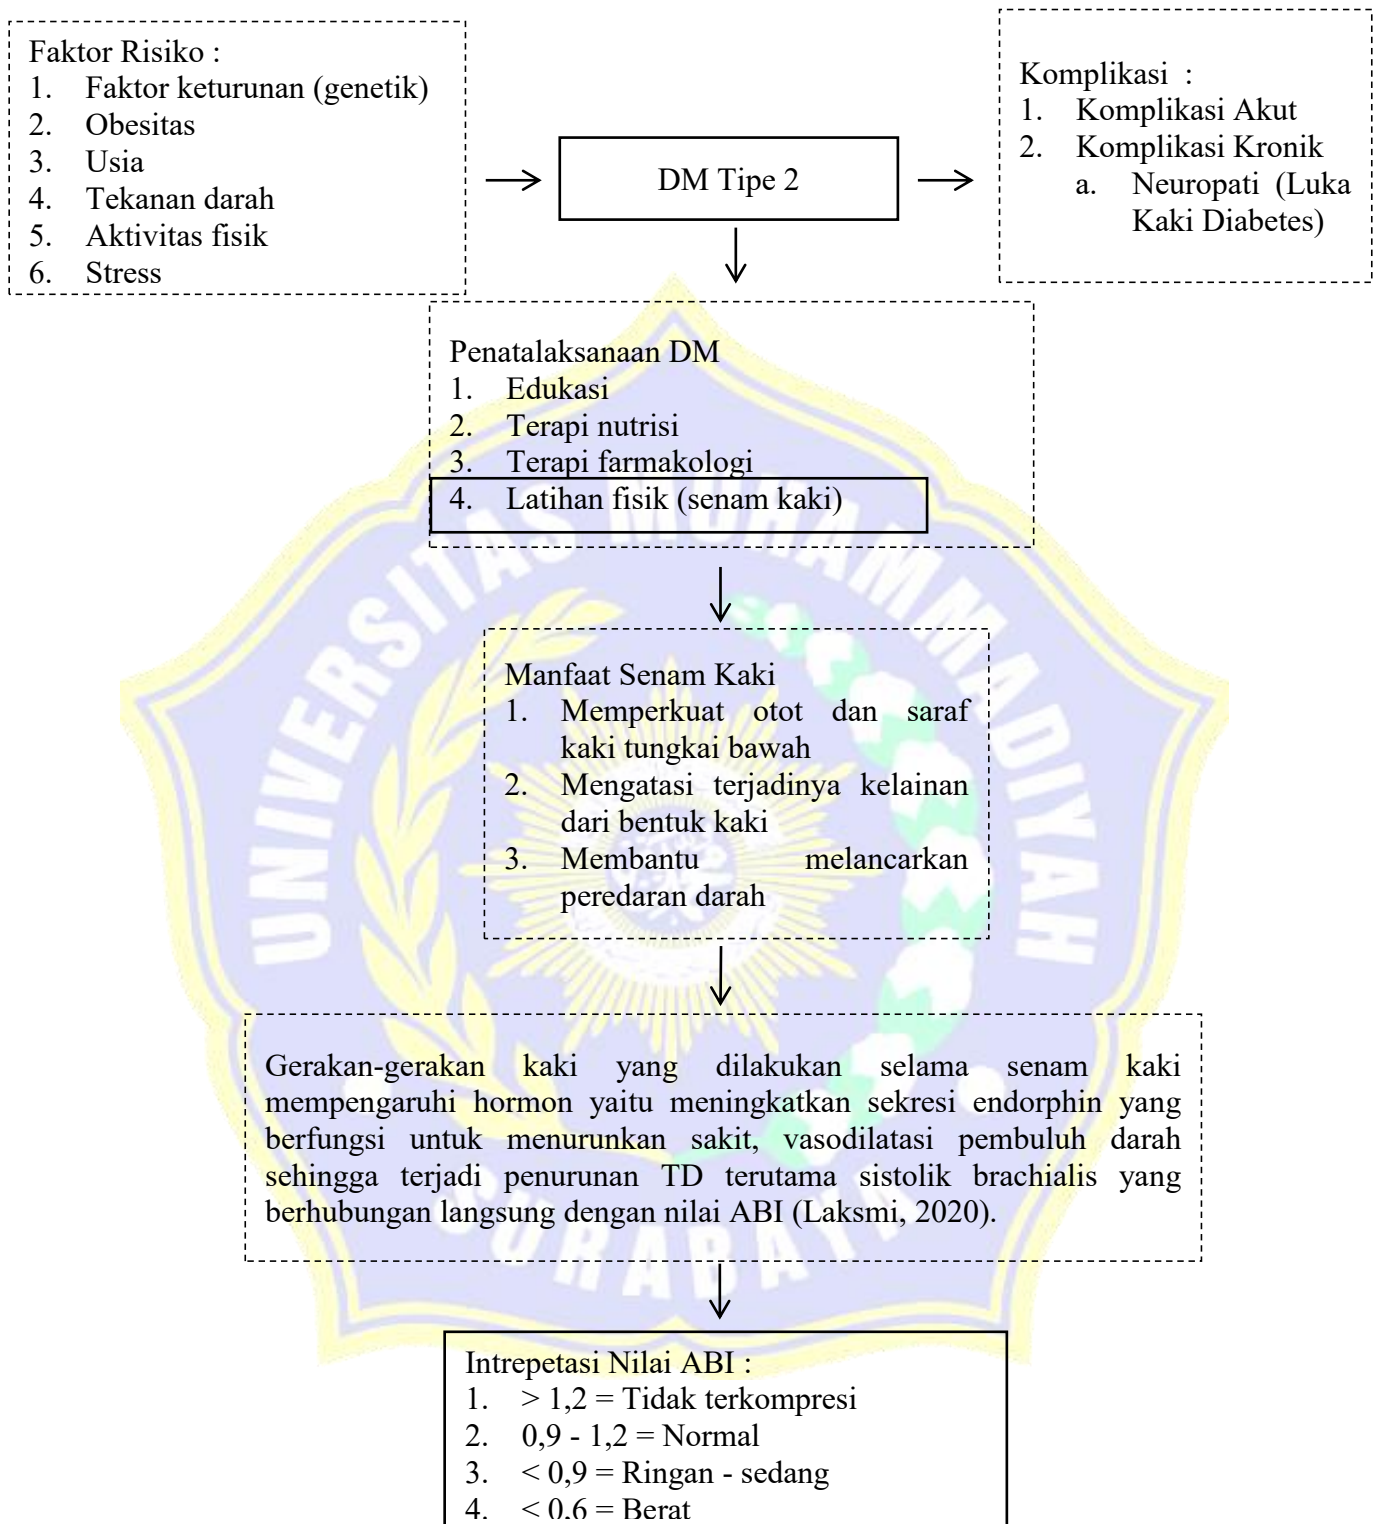 Faktor Risiko :
1. Faktor keturunan (genetik)
2. Obesitas
3. Usia
4. Tekanan darah
5. Aktivitas fisik
6. Stress
DM Tipe 2
Komplikasi :
1. Komplikasi Akut
2. Komplikasi Kronik
a. Neuropati (Luka
Kaki Diabetes)
Penatalaksanaan DM
1. Edukasi
2. Terapi nutrisi
3. Terapi farmakologi
4. Latihan fisik (senam kaki)
Manfaat Senam Kaki
1. Memperkuat otot dan saraf
kaki tungkai bawah
2. Mengatasi terjadinya kelainan
dari bentuk kaki
3. Membantu melancarkan
peredaran darah
Gerakan-gerakan kaki yang dilakukan selama senam kaki
mempengaruhi hormon yaitu meningkatkan sekresi endorphin yang
berfungsi untuk menurunkan sakit, vasodilatasi pembuluh darah
sehingga terjadi penurunan TD terutama sistolik brachialis yang
berhubungan langsung dengan nilai ABI (Laksmi, 2020).
Intrepetasi Nilai ABI :
1. > 1,2 = Tidak terkompresi
2. 0,9 - 1,2 = Normal
3. < 0,9 = Ringan - sedang
4. < 0,6 = Berat
UNIVERSITAS MUHAMMADIYAH
SURABAYA